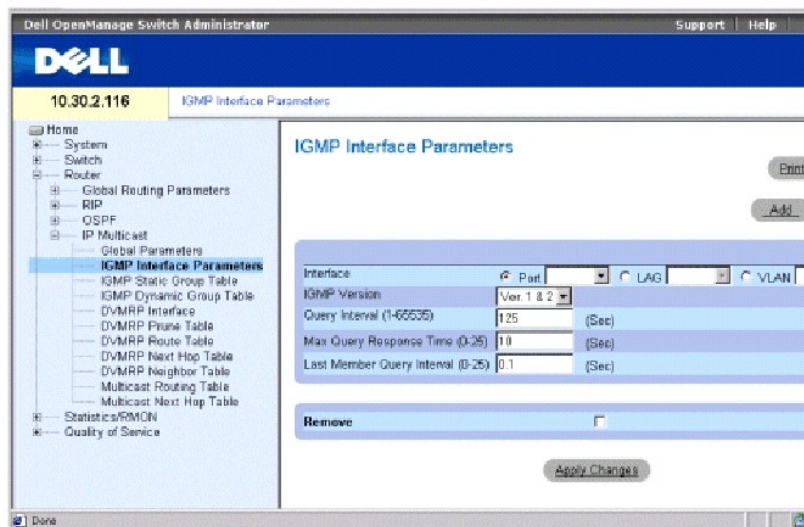 Dell OpenManage Switch Administrator
Support | Help
DELL
10.30.2.116
IGMP Interface Parameters
Home
System
Switch
Router
Global Routing Parameters
RIP
OSPF
IP Multicast
Global Parameters
IGMP Interface Parameters
IGMP Static Group Table
IGMP Dynamic Group Table
DVMRP Interface
DVMRP Prune Table
DVMRP Route Table
DVMRP Next Hop Table
DVMRP Neighbor Table
Multicast Routing Table
Multicast Next Hop Table
Statistics/RMON
Quality of Service
IGMP Interface Parameters
Print
Add
Interface Port LAG VLAN
IGMP Version Ver. 1 & 2
Query Interval (1-65535) 125 (Sec)
Max Query Response Time (0-25) 10 (Sec)
Last Member Query Interval (0-25) 0.1 (Sec)
Remove
Apply Changes
Done